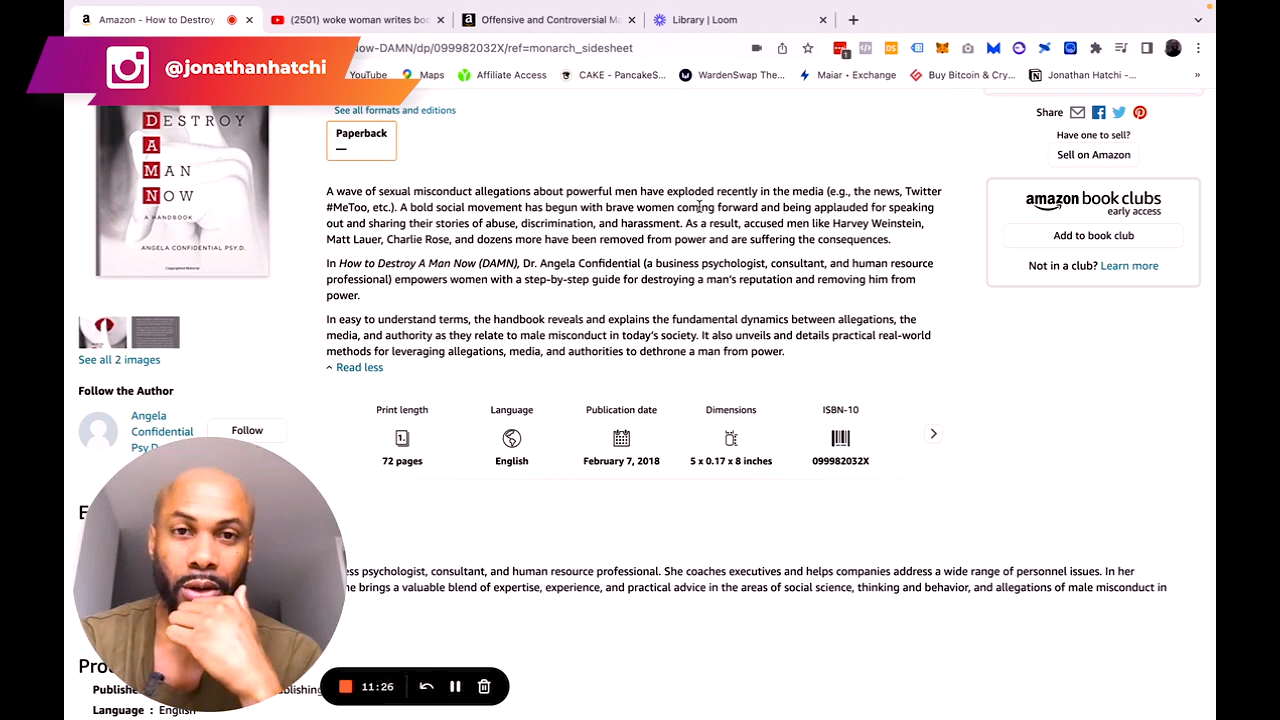 Amazon - How to Destroy
(2501) woke woman writes boo
Offensive and Controversial Ma
Library | Loom
@jonathanhatchi
ow-DAMN/dp/099982032X/ref=monarch_sidesheet
YouTube
Maps
Affiliate Access
CAKE - PancakeS...
WardenSwap The...
Maiar • Exchange
Buy Bitcoin & Cry...
Jonathan Hatchi -...
»
DESTROY
A
MAN
NOW
A HANDBOOK
ANGELA CONFIDENTIAL PSY.D.
See all 2 images
Follow the Author
Angela
Confidential
Psy.D
Follow
See all formats and editions
Paperback
—
A wave of sexual misconduct allegations about powerful men have exploded recently in the media (e.g., the news, Twitter
#MeToo, etc.). A bold social movement has begun with brave women coming forward and being applauded for speaking
out and sharing their stories of abuse, discrimination, and harassment. As a result, accused men like Harvey Weinstein,
Matt Lauer, Charlie Rose, and dozens more have been removed from power and are suffering the consequences.
In How to Destroy A Man Now (DAMN), Dr. Angela Confidential (a business psychologist, consultant, and human resource
professional) empowers women with a step-by-step guide for destroying a man's reputation and removing him from
power.
In easy to understand terms, the handbook reveals and explains the fundamental dynamics between allegations, the
media, and authority as they relate to male misconduct in today's society. It also unveils and details practical real-world
methods for leveraging allegations, media, and authorities to dethrone a man from power.
Read less
Print length
Language
Publication date
Dimensions
ISBN-10
1.
72 pages
English
February 7, 2018
5 x 0.17 x 8 inches
099982032X
Share
Have one to sell?
Sell on Amazon
amazon book clubs
early access
Add to book club
Not in a club? Learn more
E
ess psychologist, consultant, and human resource professional. She coaches executives and helps companies address a wide range of personnel issues. In her
ne brings a valuable blend of expertise, experience, and practical advice in the areas of social science, thinking and behavior, and allegations of male misconduct in
Pro
Publishe
blishing
Language : English
11:26